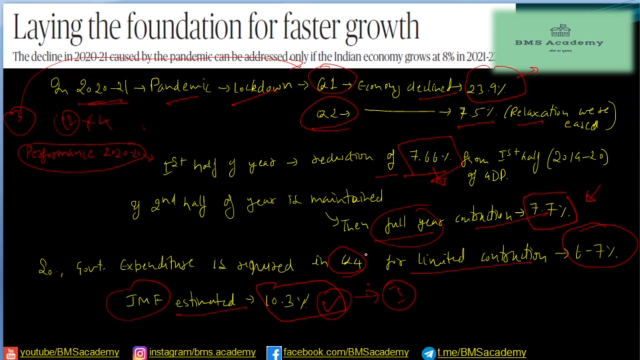 Laying the foundation for faster growth
The decline in 2020-21 caused by the pandemic can be addressed only if the Indian economy grows at 8% in 2021-2
BMS Academy
In 2020-21 → Pandemic → Lockdown → Q1 → Economy declined → 23.9%
Q2 → 7.5% (Relaxation were eased)
Performance 2020-21
1st half of year → reduction of 7.66% from 1st half (2019-20) of GDP.
If 2nd half of year is maintained
Then full year contraction → 7.7%.
So, Govt. Expenditure is required in Q4 for limited contraction → 6-7%
IMF estimated → 10.3%
youtube/BMSacademy
instagram/bms.academy
facebook.com/BMSacademy
t.me/BMSacademy